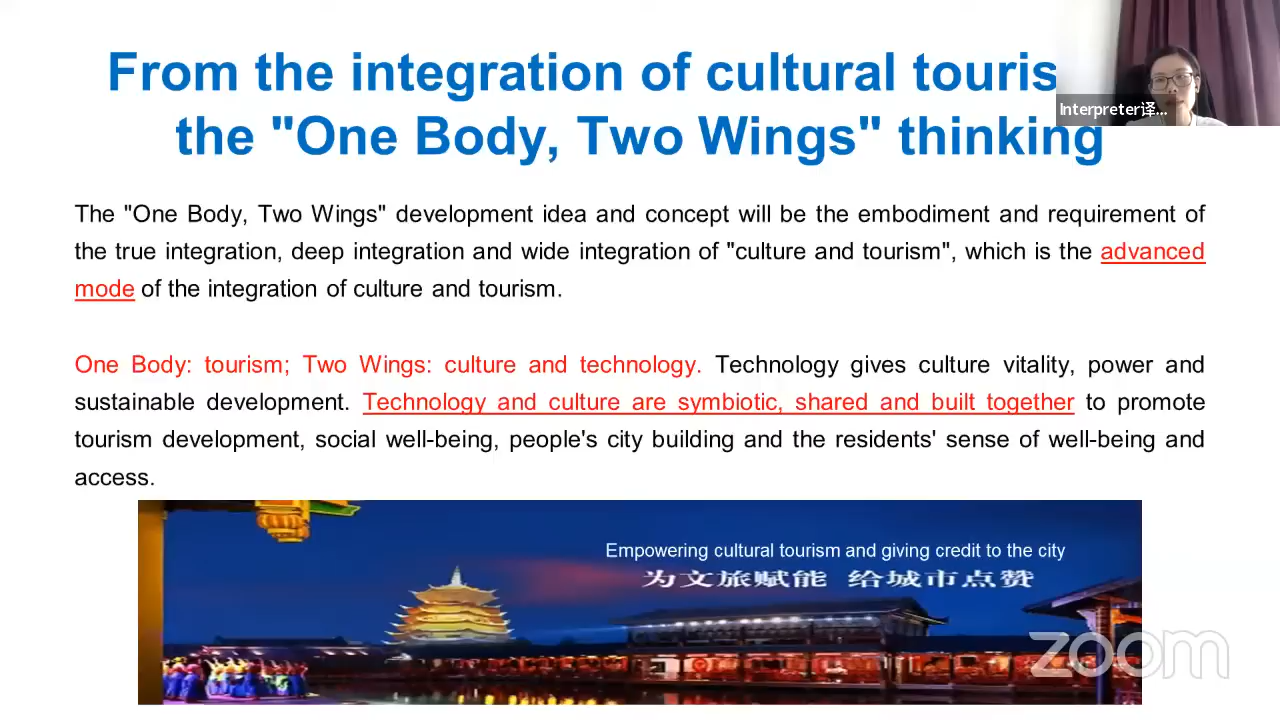 From the integration of cultural touris
the "One Body, Two Wings" thinking
Interpreter译...
The "One Body, Two Wings" development idea and concept will be the embodiment and requirement of
the true integration, deep integration and wide integration of "culture and tourism", which is the advanced
mode of the integration of culture and tourism.
One Body: tourism; Two Wings: culture and technology. Technology gives culture vitality, power and
sustainable development. Technology and culture are symbiotic, shared and built together to promote
tourism development, social well-being, people's city building and the residents' sense of well-being and
access.
Empowering cultural tourism and giving credit to the city
为文旅赋能 给城市点赞
zoom